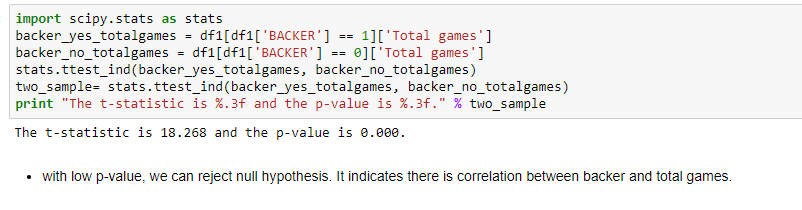 import scipy.stats as stats
backer_yes_totalgames = df1[df1['BACKER'] == 1]['Total games']
backer_no_totalgames = df1[df1['BACKER'] == 0]['Total games']
stats.ttest_ind(backer_yes_totalgames, backer_no_totalgames)
two_sample= stats.ttest_ind(backer_yes_totalgames, backer_no_totalgames)
print "The t-statistic is %.3f and the p-value is %.3f." % two_sample
The t-statistic is 18.268 and the p-value is 0.000.
• with low p-value, we can reject null hypothesis. It indicates there is correlation between backer and total games.